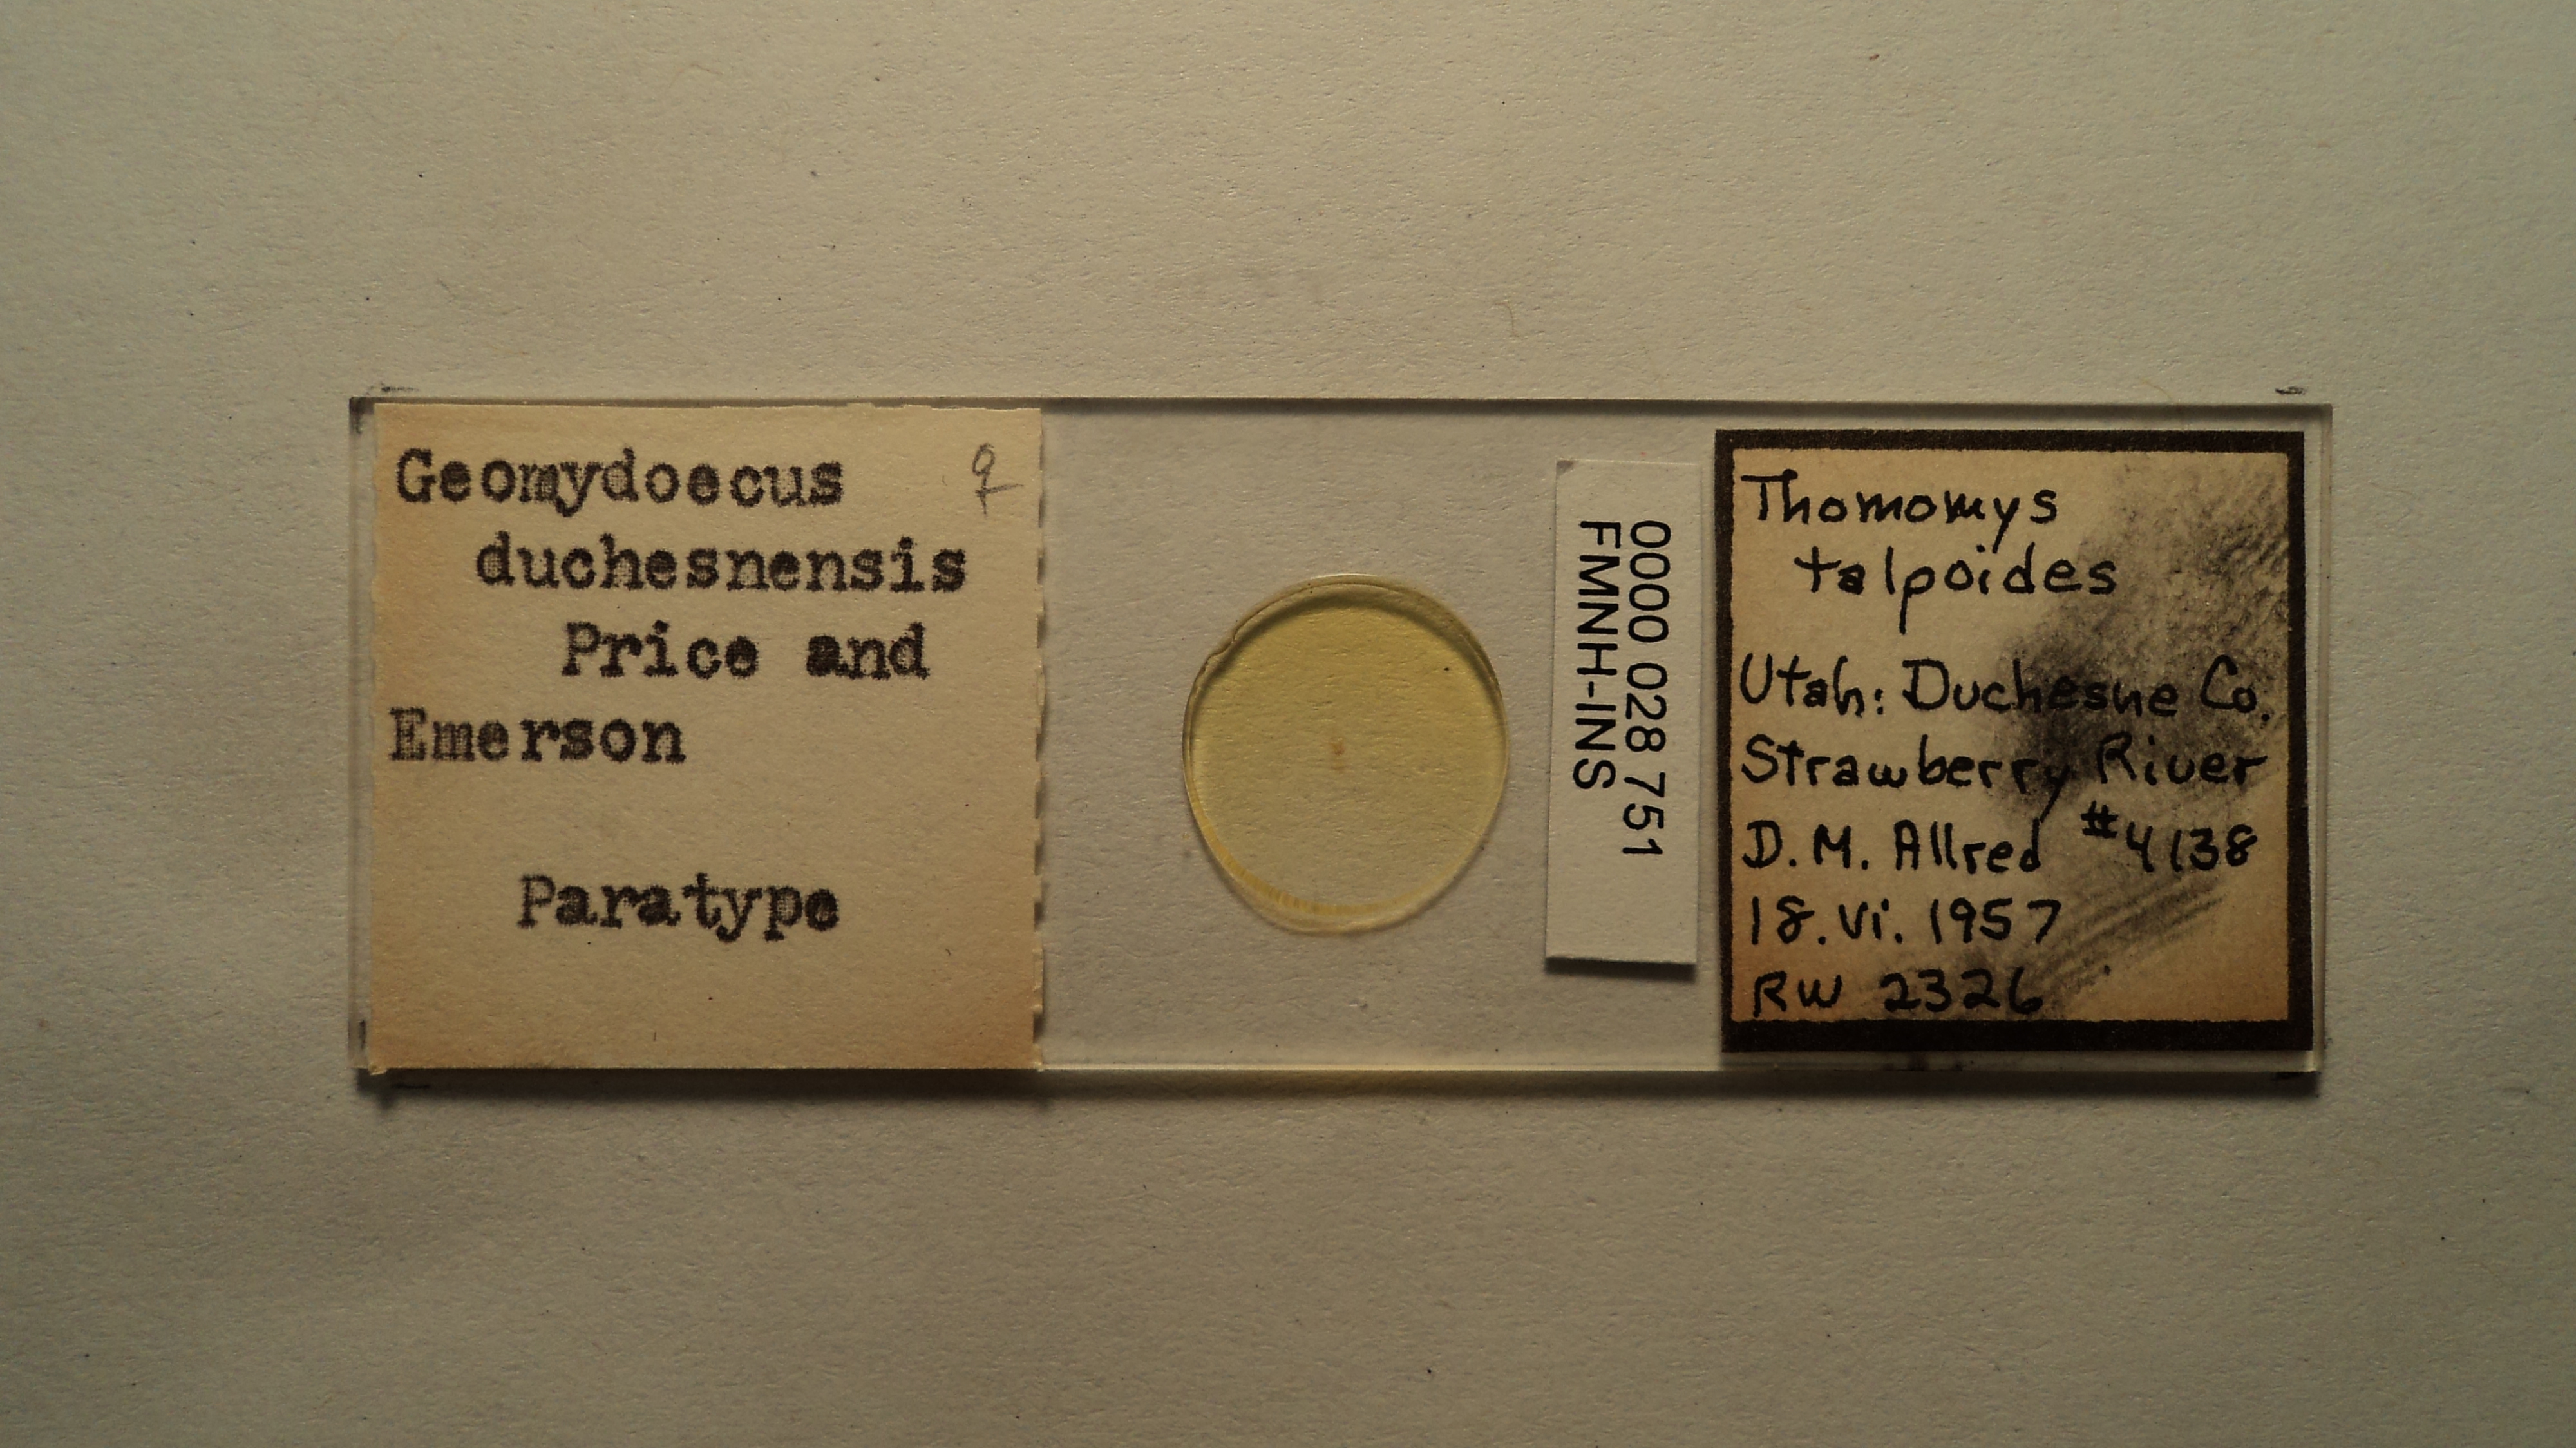 Geomydoecus ♀
duchesnensis
Price and
Emerson
Paratype
0000 028 751
FMNH-INS
Thomomys
talpoides
Utah: Duchesne Co.
Strawberry River
D.M. Allred #4138
18.vi.1957
RW 2326